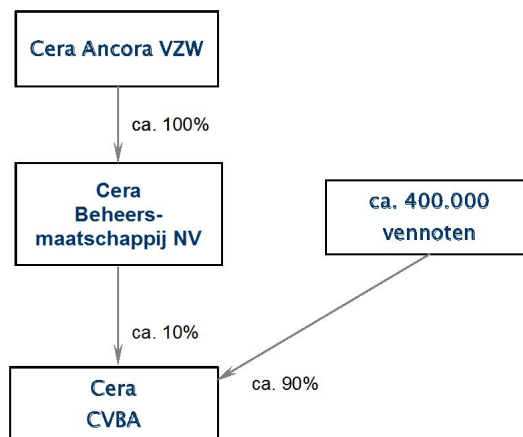 Cera Ancora VZW
ca. 100%
Cera
Beheers-
maatschappij NV
ca. 400.000
vennoten
ca. 10%
ca. 90%
Cera
CVBA